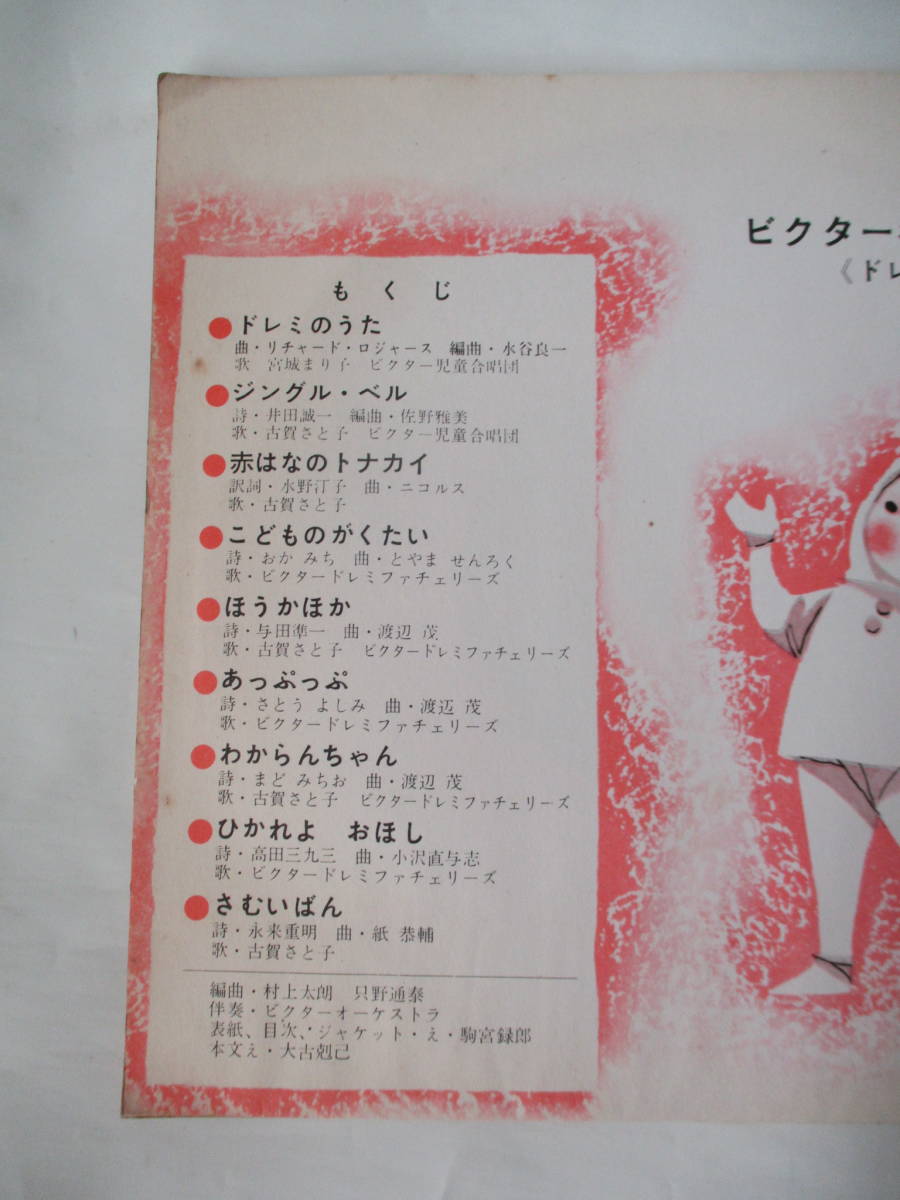 もくじ
●ドレミのうた
曲・リチャード・ロジャース 編曲・水谷良一
歌 宮城まり子 ビクター児童合唱団
●ジングル・ベル
詩・井田誠一 編曲・佐野雅美
歌・古賀さと子 ビクター児童合唱団
●赤はなのトナカイ
訳詞・水野汀子 曲・ニコルス
歌・古賀さと子
●こどものがくたい
詩・おか みち 曲・とやま せんろく
歌・ビクタードレミファチェリーズ
●ほうかほか
詩・与田準一 曲・渡辺 茂
歌・古賀さと子 ビクタードレミファチェリーズ
●あっぷっぷ
詩・さとう よしみ 曲・渡辺 茂
歌・ビクタードレミファチェリーズ
●わからんちゃん
詩・まど みちお 曲・渡辺 茂
歌・古賀さと子 ビクタードレミファチェリーズ
●ひかれよ おほし
詩・高田三九三 曲・小沢直与志
歌・ビクタードレミファチェリーズ
●さむいばん
詩・永来重明 曲・紙 恭輔
歌・古賀さと子
編曲・村上太朗 只野通泰
伴奏・ビクターオーケストラ
表紙、目次、ジャケット・え・駒宮録郎
本文え・大古剋己
ビクター
《ドレ